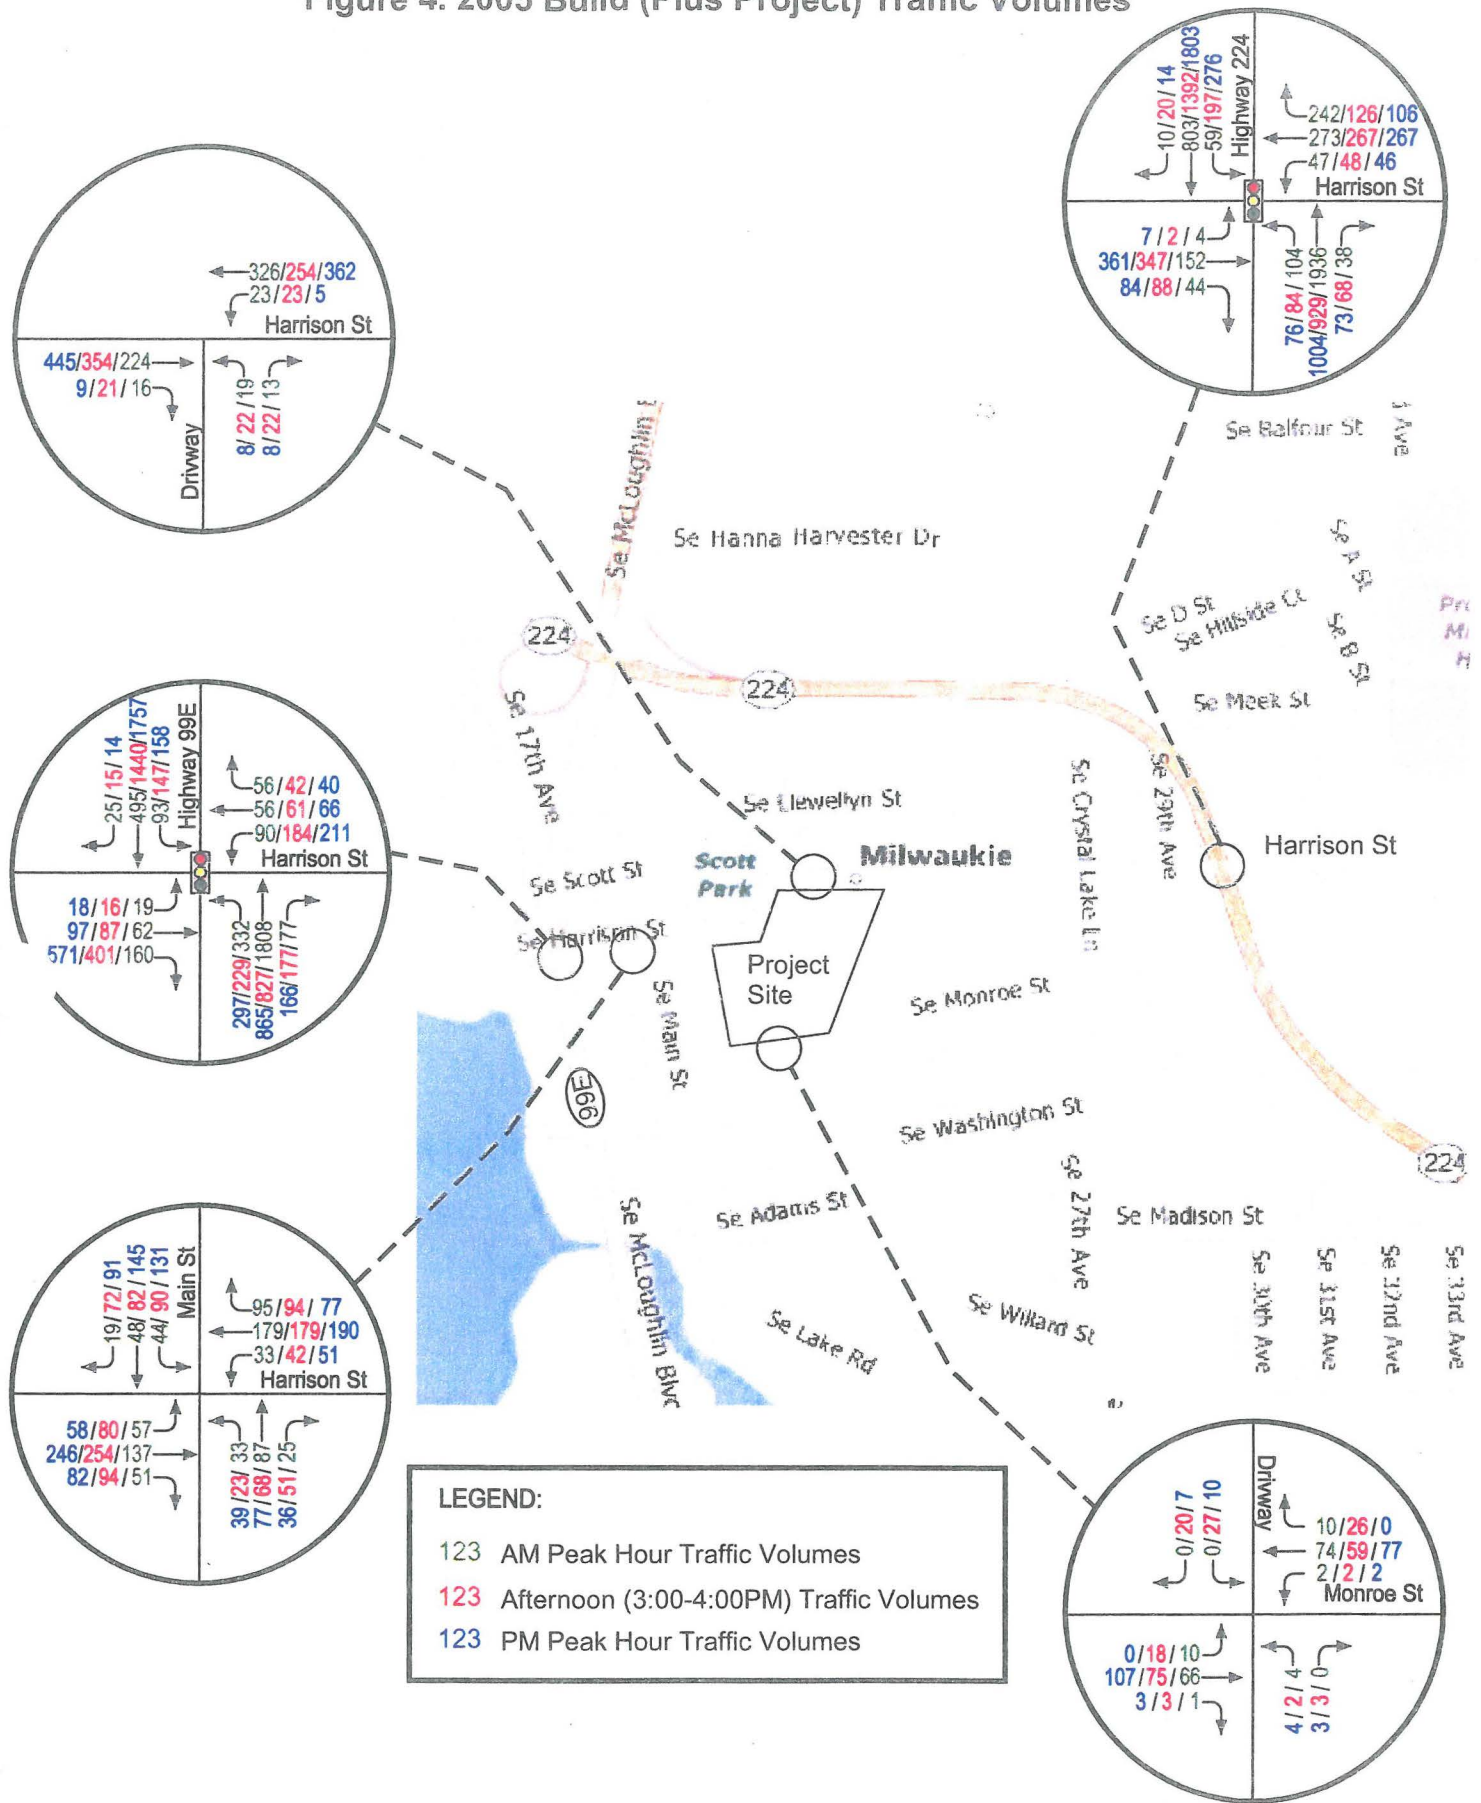 Figure 4. 2005 Build (Plus Project) Traffic Volumes
10/20/14
803/1392/1803
59/197/276
Highway 224
242/126/106
273/267/267
47/48/46
Harrison St
7/2/4
361/347/152
84/88/44
76/84/104
1004/929/1936
73/68/38
326/254/362
23/23/5
Harrison St
445/354/224
9/21/16
Drivway
8/22/19
8/22/13
Se Balfour St
Ave
Se McLoughlin
Se Hanna Harvester Dr
Se A St
Se D St
Se Hillside Ct
Se B St
224
224
Se Meek St
25/15/14
495/1440/1757
93/147/158
Highway 99E
56/42/40
56/61/66
90/184/211
Harrison St
18/16/19
97/87/62
571/401/160
297/229/332
865/827/1808
166/177/77
Se 17th Ave
Se Llewellyn St
Se Crystal Lake Ln
Se 29th Ave
Harrison St
Scott
Park
Milwaukie
Se Scott St
Se Harrison St
Project
Site
Se Main St
Se Monroe St
99E
Se Washington St
224
Se 27th Ave
Se Adams St
Se Madison St
Se McLoughlin Blvd
Se Lake Rd
Se Willard St
Se 30th Ave
Se 31st Ave
Se 32nd Ave
Se 33rd Ave
19/72/91
48/82/145
44/90/131
Main St
95/94/77
179/179/190
33/42/51
Harrison St
58/80/57
246/254/137
82/94/51
39/23/33
77/68/87
36/51/25
LEGEND:
123 AM Peak Hour Traffic Volumes
123 Afternoon (3:00-4:00PM) Traffic Volumes
123 PM Peak Hour Traffic Volumes
0/20/7
0/27/10
Drivway
10/26/0
74/59/77
2/2/2
Monroe St
0/18/10
107/75/66
3/3/1
4/2/4
3/3/0